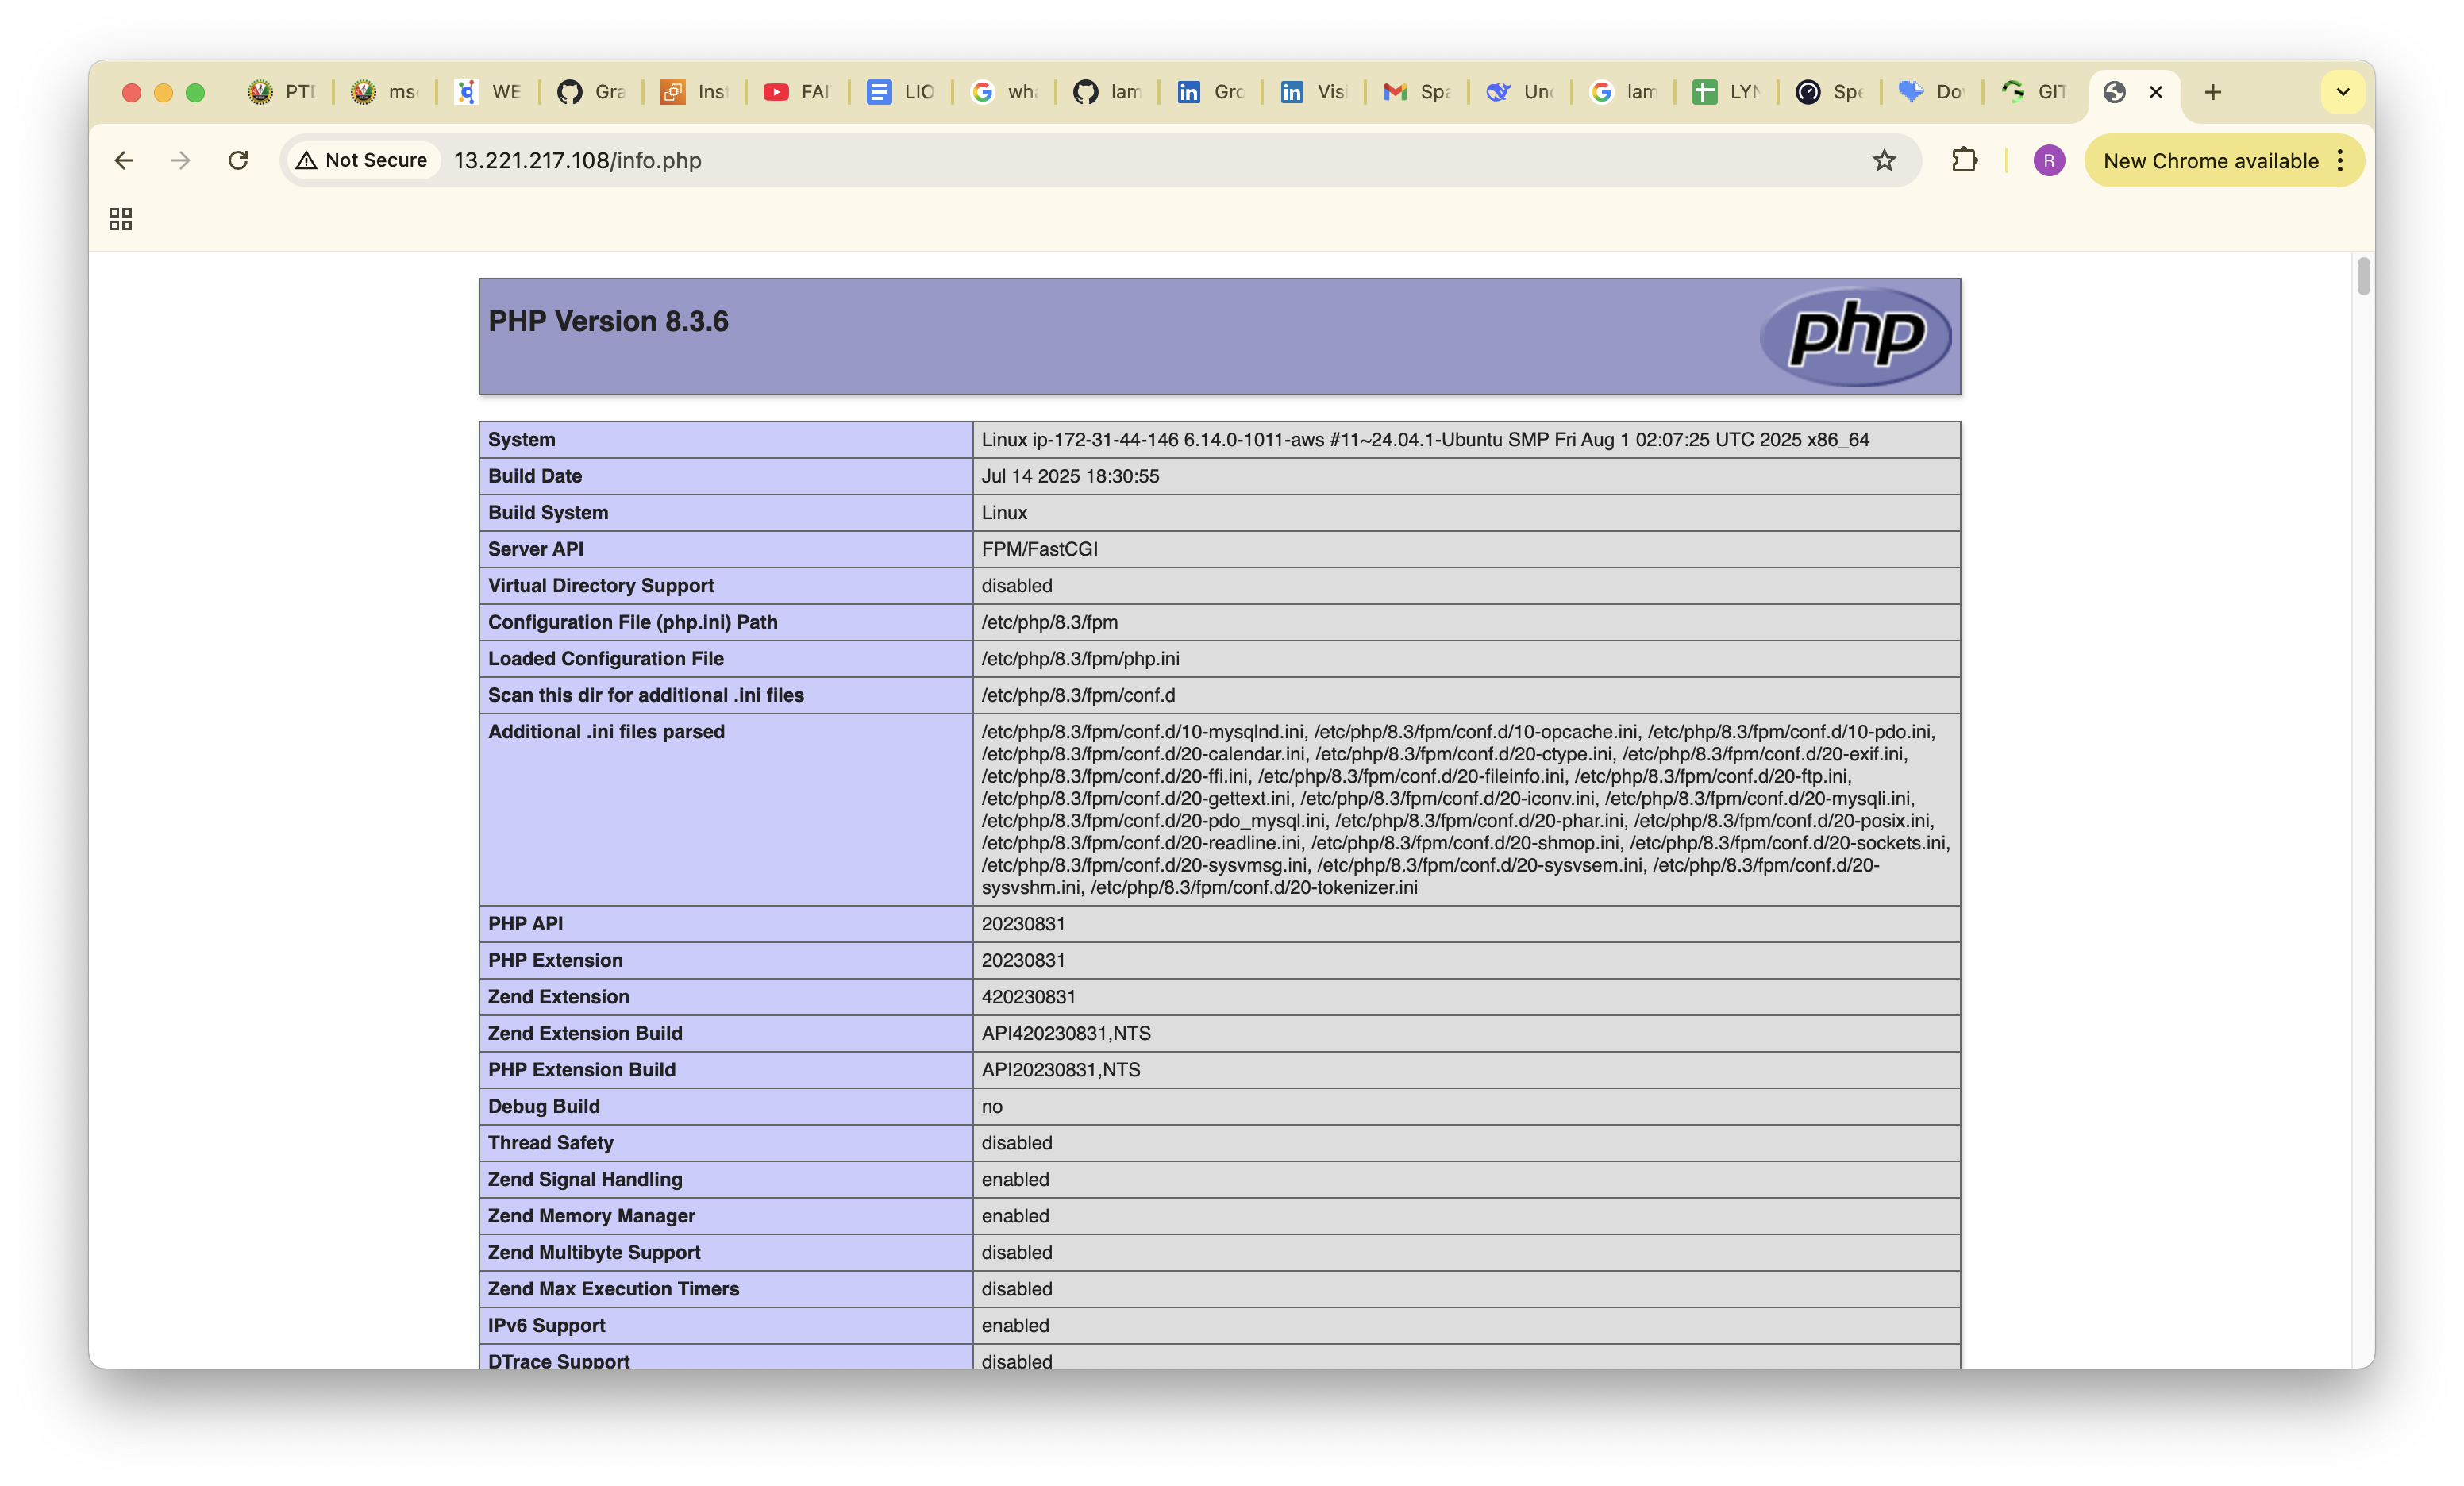 PT
ms
WE
Gra
Ins
FAI
LIO
wh
lam
Gro
Visi
Spa
Unc
lam
LYN
Spe
Do
GIT
Not Secure
13.221.217.108/info.php
R
New Chrome available
PHP Version 8.3.6
php
System
Linux ip-172-31-44-146 6.14.0-1011-aws #11~24.04.1-Ubuntu SMP Fri Aug 1 02:07:25 UTC 2025 x86_64
Build Date
Jul 14 2025 18:30:55
Build System
Linux
Server API
FPM/FastCGI
Virtual Directory Support
disabled
Configuration File (php.ini) Path
/etc/php/8.3/fpm
Loaded Configuration File
/etc/php/8.3/fpm/php.ini
Scan this dir for additional .ini files
/etc/php/8.3/fpm/conf.d
Additional .ini files parsed
/etc/php/8.3/fpm/conf.d/10-mysqlnd.ini, /etc/php/8.3/fpm/conf.d/10-opcache.ini, /etc/php/8.3/fpm/conf.d/10-pdo.ini,
/etc/php/8.3/fpm/conf.d/20-calendar.ini, /etc/php/8.3/fpm/conf.d/20-ctype.ini, /etc/php/8.3/fpm/conf.d/20-exif.ini,
/etc/php/8.3/fpm/conf.d/20-ffi.ini, /etc/php/8.3/fpm/conf.d/20-fileinfo.ini, /etc/php/8.3/fpm/conf.d/20-ftp.ini,
/etc/php/8.3/fpm/conf.d/20-gettext.ini, /etc/php/8.3/fpm/conf.d/20-iconv.ini, /etc/php/8.3/fpm/conf.d/20-mysqli.ini,
/etc/php/8.3/fpm/conf.d/20-pdo_mysql.ini, /etc/php/8.3/fpm/conf.d/20-phar.ini, /etc/php/8.3/fpm/conf.d/20-posix.ini,
/etc/php/8.3/fpm/conf.d/20-readline.ini, /etc/php/8.3/fpm/conf.d/20-shmop.ini, /etc/php/8.3/fpm/conf.d/20-sockets.ini,
/etc/php/8.3/fpm/conf.d/20-sysvmsg.ini, /etc/php/8.3/fpm/conf.d/20-sysvsem.ini, /etc/php/8.3/fpm/conf.d/20-
sysvshm.ini, /etc/php/8.3/fpm/conf.d/20-tokenizer.ini
PHP API
20230831
PHP Extension
20230831
Zend Extension
420230831
Zend Extension Build
API420230831,NTS
PHP Extension Build
API20230831,NTS
Debug Build
no
Thread Safety
disabled
Zend Signal Handling
enabled
Zend Memory Manager
enabled
Zend Multibyte Support
disabled
Zend Max Execution Timers
disabled
IPv6 Support
enabled
DTrace Support
disabled